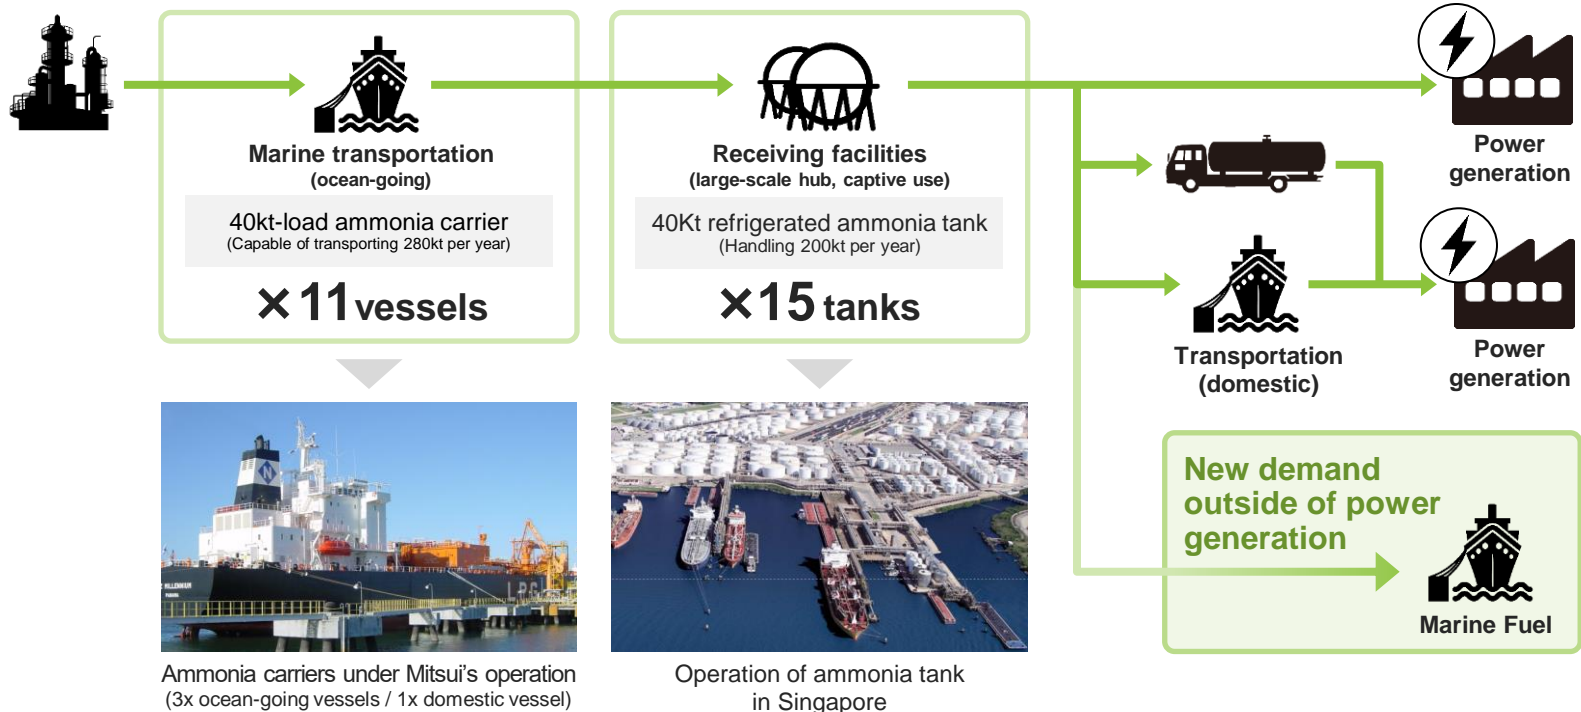 Marine transportation
(ocean-going)
40kt-load ammonia carrier
(Capable of transporting 280kt per year)
×11 vessels
Receiving facilities
(large-scale hub, captive use)
40Kt refrigerated ammonia tank
(Handling 200kt per year)
×15 tanks
Power
generation
Transportation
(domestic)
Power
generation
New demand
outside of power
generation
Marine Fuel
N
MILLENNIUM
LPG
Ammonia carriers under Mitsui's operation
(3x ocean-going vessels / 1x domestic vessel)
Operation of ammonia tank
in Singapore